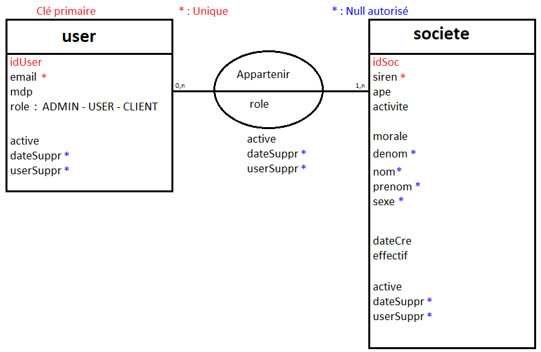 Clé primaire
* : Unique
* : Null autorisé
user
idUser
email *
mdp
role : ADMIN - USER - CLIENT
active
dateSuppr *
userSuppr *
0,n
Appartenir
role
active
dateSuppr *
userSuppr *
1,n
societe
idSoc
siren *
ape
activite
morale
denom *
nom *
prenom *
sexe *
dateCre
effectif
active
dateSuppr *
userSuppr *